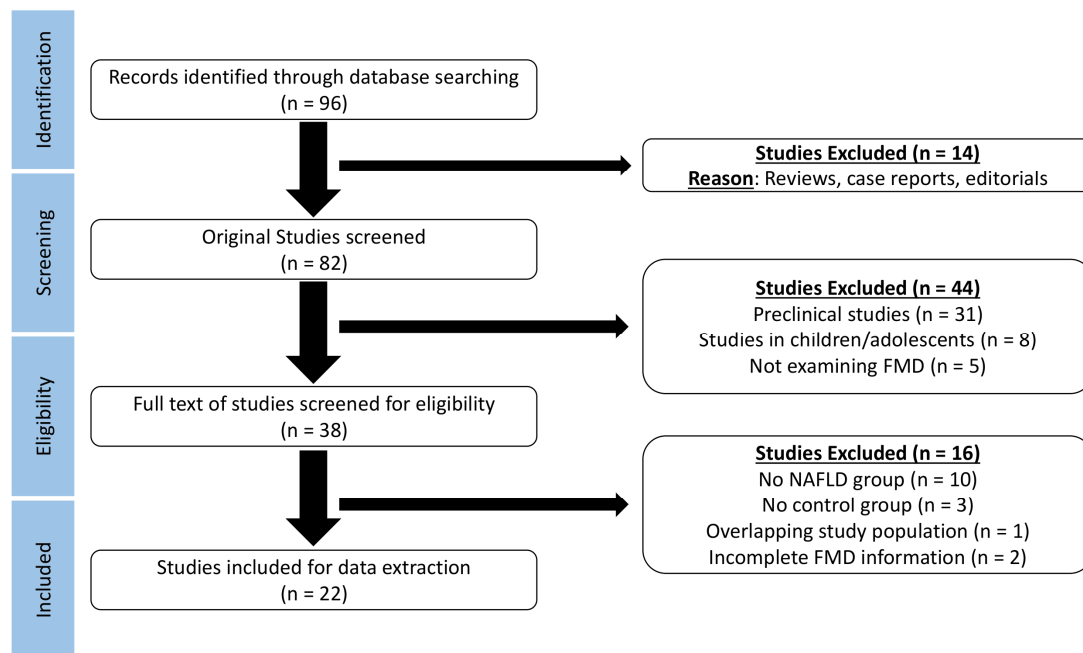 Identification
Records identified through database searching
(n = 96)
Studies Excluded (n = 14)
Reason: Reviews, case reports, editorials
Screening
Original Studies screened
(n = 82)
Studies Excluded (n = 44)
Preclinical studies (n = 31)
Studies in children/adolescents (n = 8)
Not examining FMD (n = 5)
Eligibility
Full text of studies screened for eligibility
(n = 38)
Studies Excluded (n = 16)
No NAFLD group (n = 10)
No control group (n = 3)
Overlapping study population (n = 1)
Incomplete FMD information (n = 2)
Included
Studies included for data extraction
(n = 22)